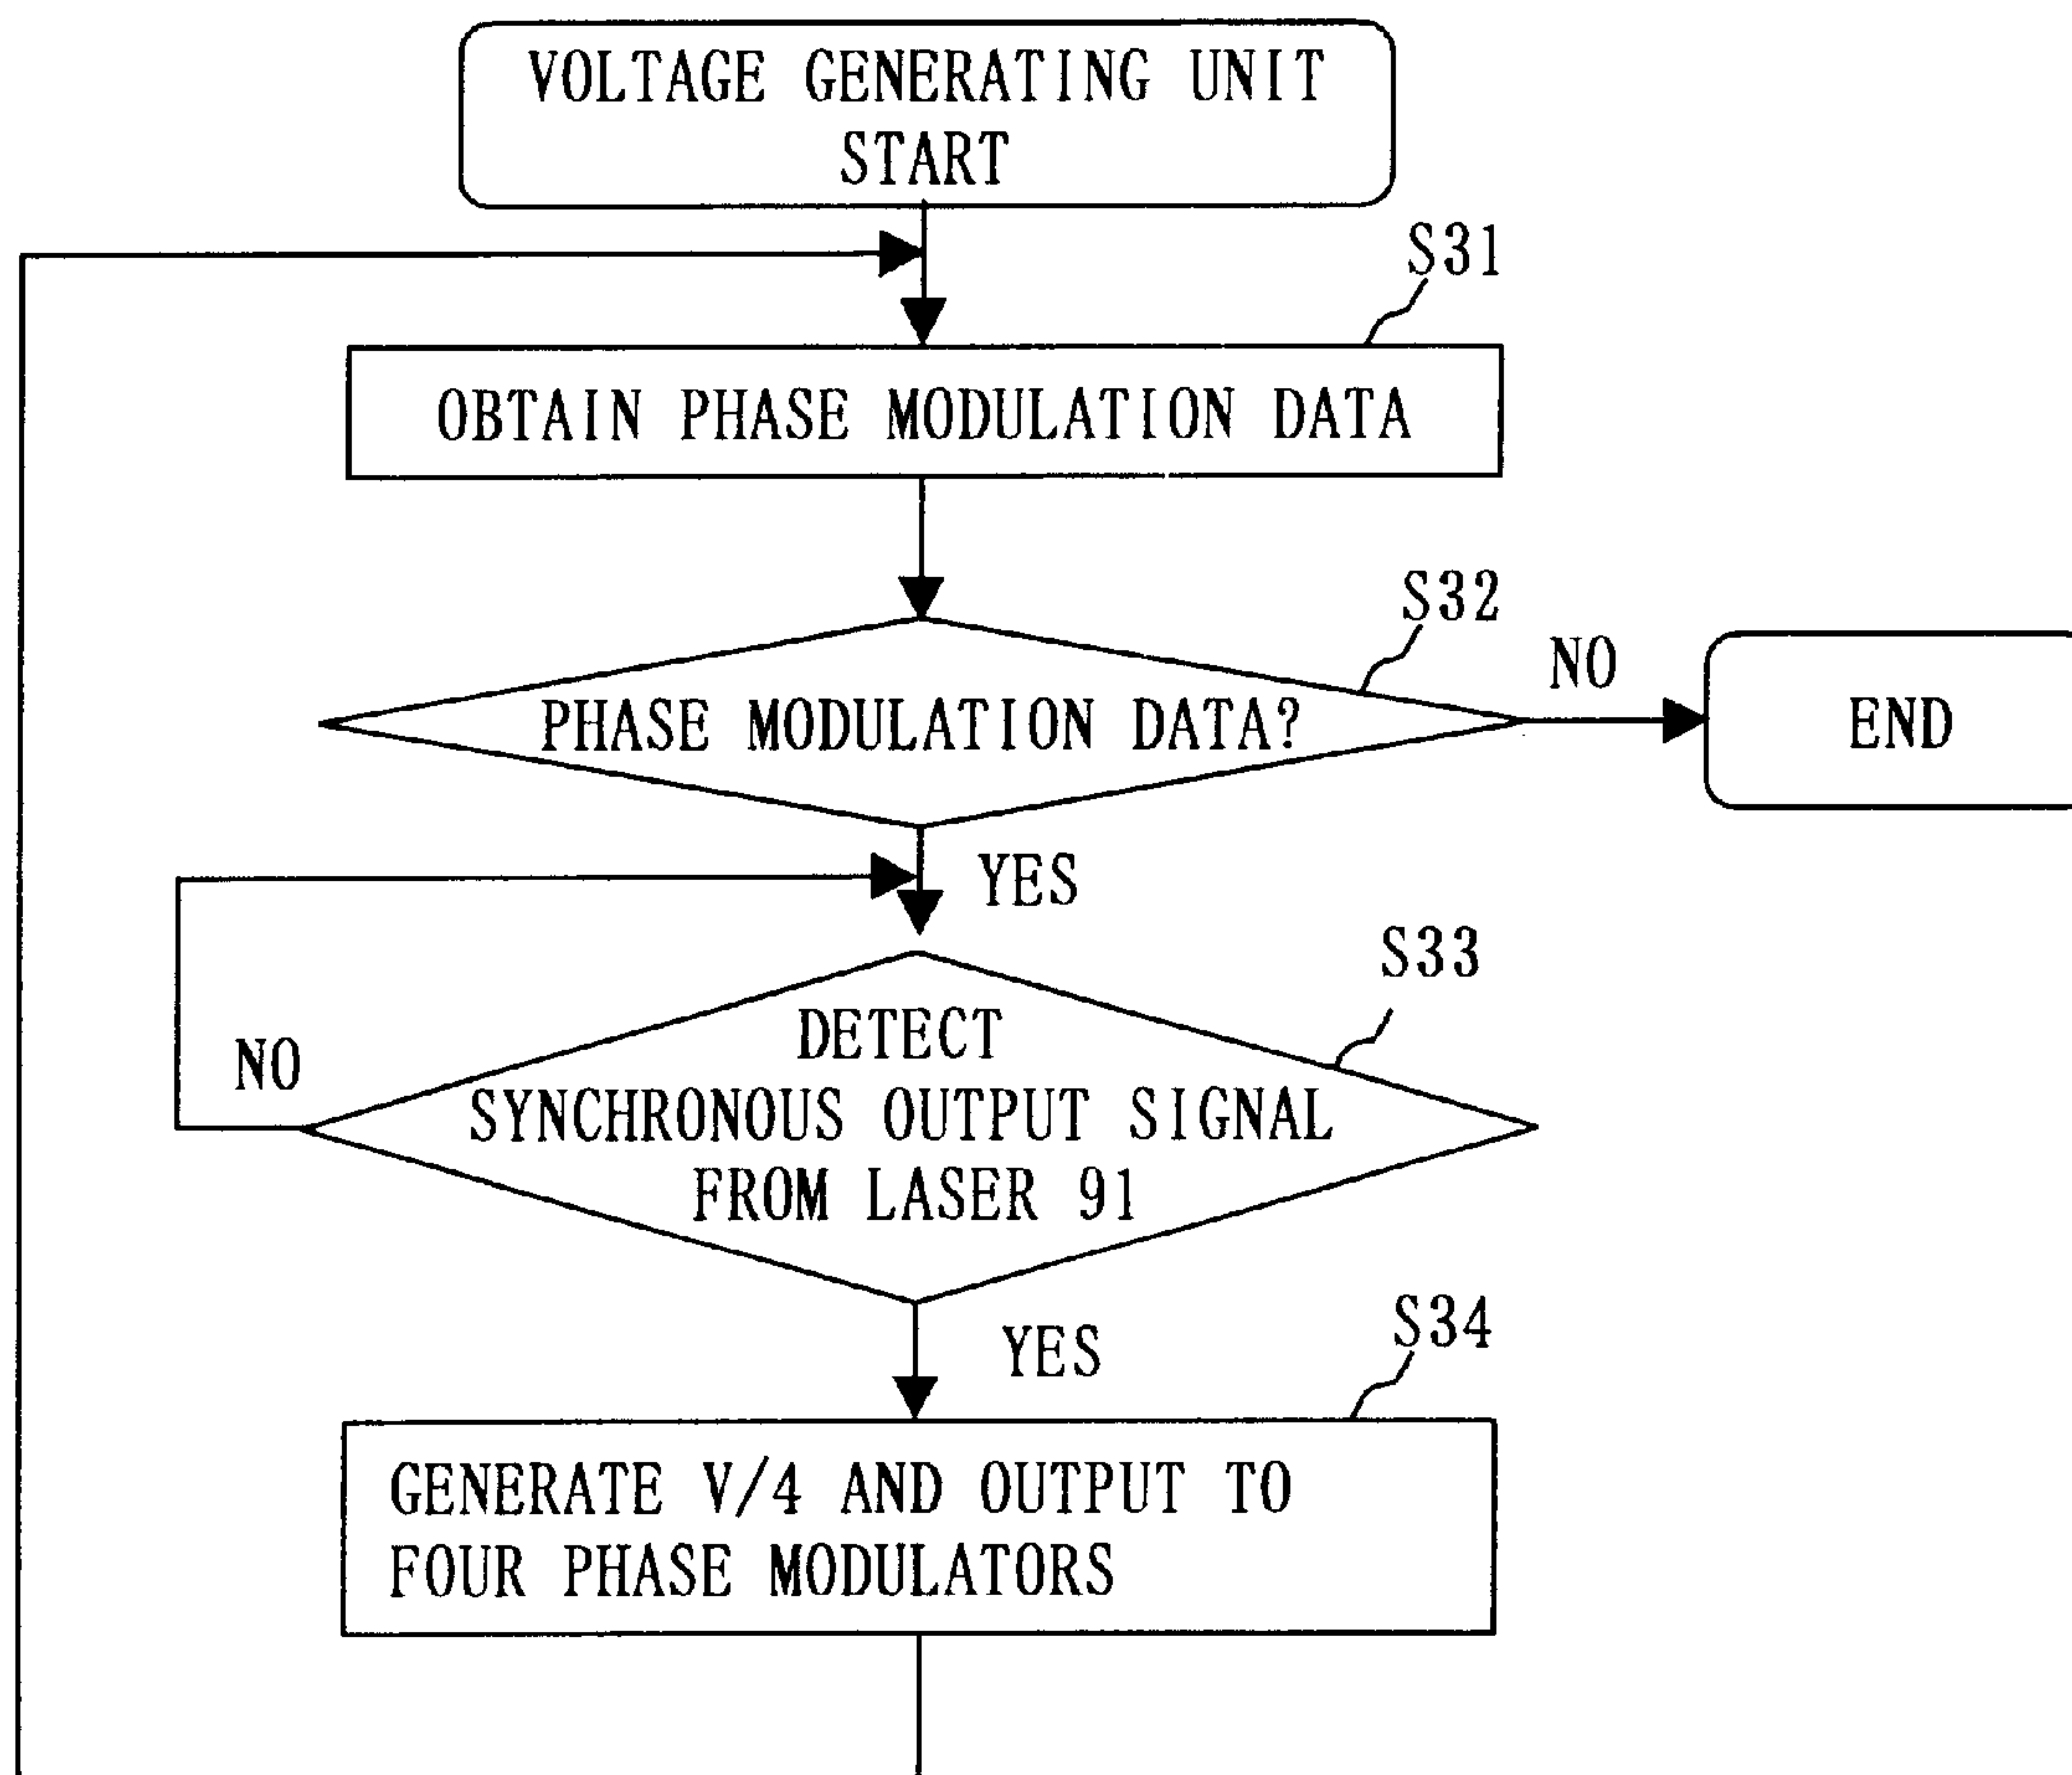 VOLTAGE GENERATING UNIT
START
S31
OBTAIN PHASE MODULATION DATA
S32
NO
PHASE MODULATION DATA?
END
YES
S33
NO
DETECT
SYNCHRONOUS OUTPUT SIGNAL
FROM LASER 91
YES
S34
GENERATE V/4 AND OUTPUT TO
FOUR PHASE MODULATORS